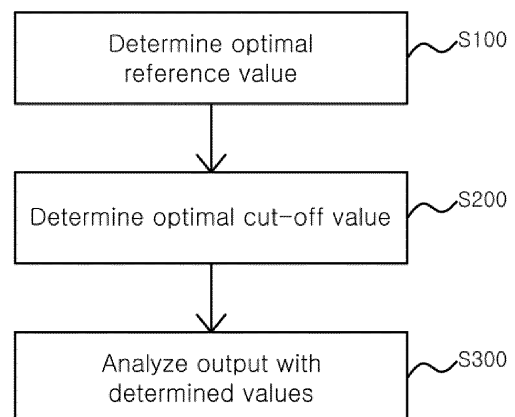 Determine optimal
reference value
S100
Determine optimal cut-off value
S200
Analyze output with
determined values
S300